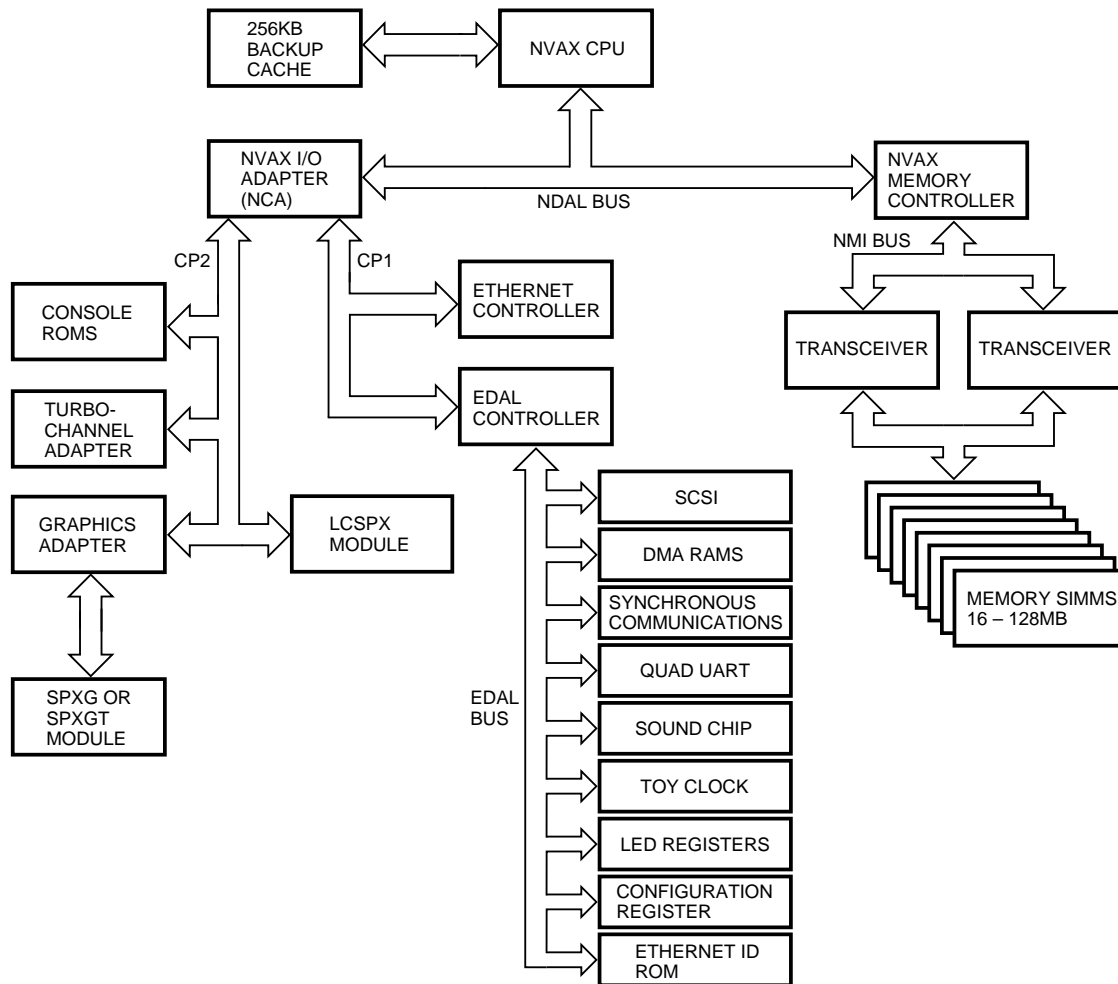 256KB
BACKUP
CACHE
NVAX CPU
NVAX I/O
ADAPTER
(NCA)
NVAX
MEMORY
CONTROLLER
NDAL BUS
NMI BUS
CP2
CP1
CONSOLE
ROMS
ETHERNET
CONTROLLER
TRANSCEIVER
TRANSCEIVER
TURBO-
CHANNEL
ADAPTER
EDAL
CONTROLLER
GRAPHICS
ADAPTER
LCSPX
MODULE
SCSI
DMA RAMS
SYNCHRONOUS
COMMUNICATIONS
MEMORY SIMMS
16 – 128MB
QUAD UART
SPXG OR
SPXGT
MODULE
EDAL
BUS
SOUND CHIP
TOY CLOCK
LED REGISTERS
CONFIGURATION
REGISTER
ETHERNET ID
ROM